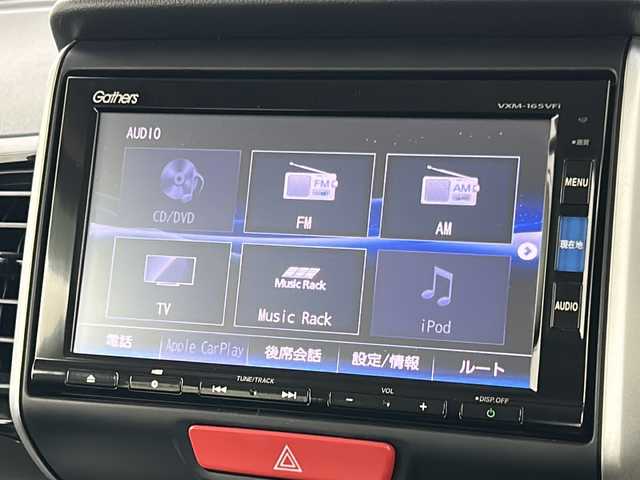 Gathers
VXM-165VFi
AUDIO
●画質
MENU
現在地
AUDIO
CD/DVD
FM
FM
AM
AM
TV
Music Rack
Music Rack
iPod
電話
Apple CarPlay
後席会話
設定/情報
ルート
TUNE/TRACK
VOL
●DISP.OFF